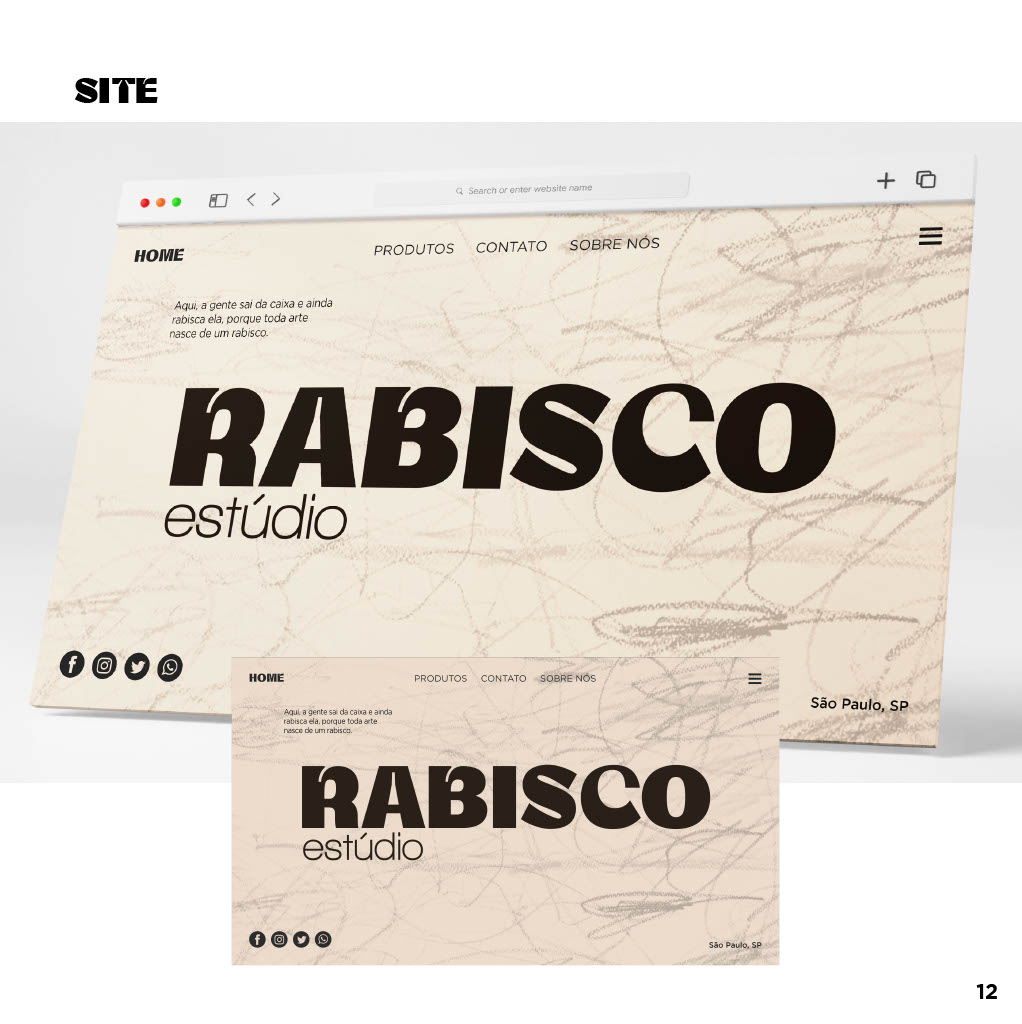 SITE
Search or enter website name
HOME
PRODUTOS CONTATO SOBRE NÓS
Aqui, a gente sai da caixa e ainda
rabisca ela, porque toda arte
nasce de um rabisco.
RABISCO
estúdio
São Paulo, SP
HOME
PRODUTOS CONTATO SOBRE NÓS
Aqui, a gente sai da caixa e ainda
rabisca ela, porque toda arte
nasce de um rabisco.
RABISCO
estúdio
São Paulo, SP
12